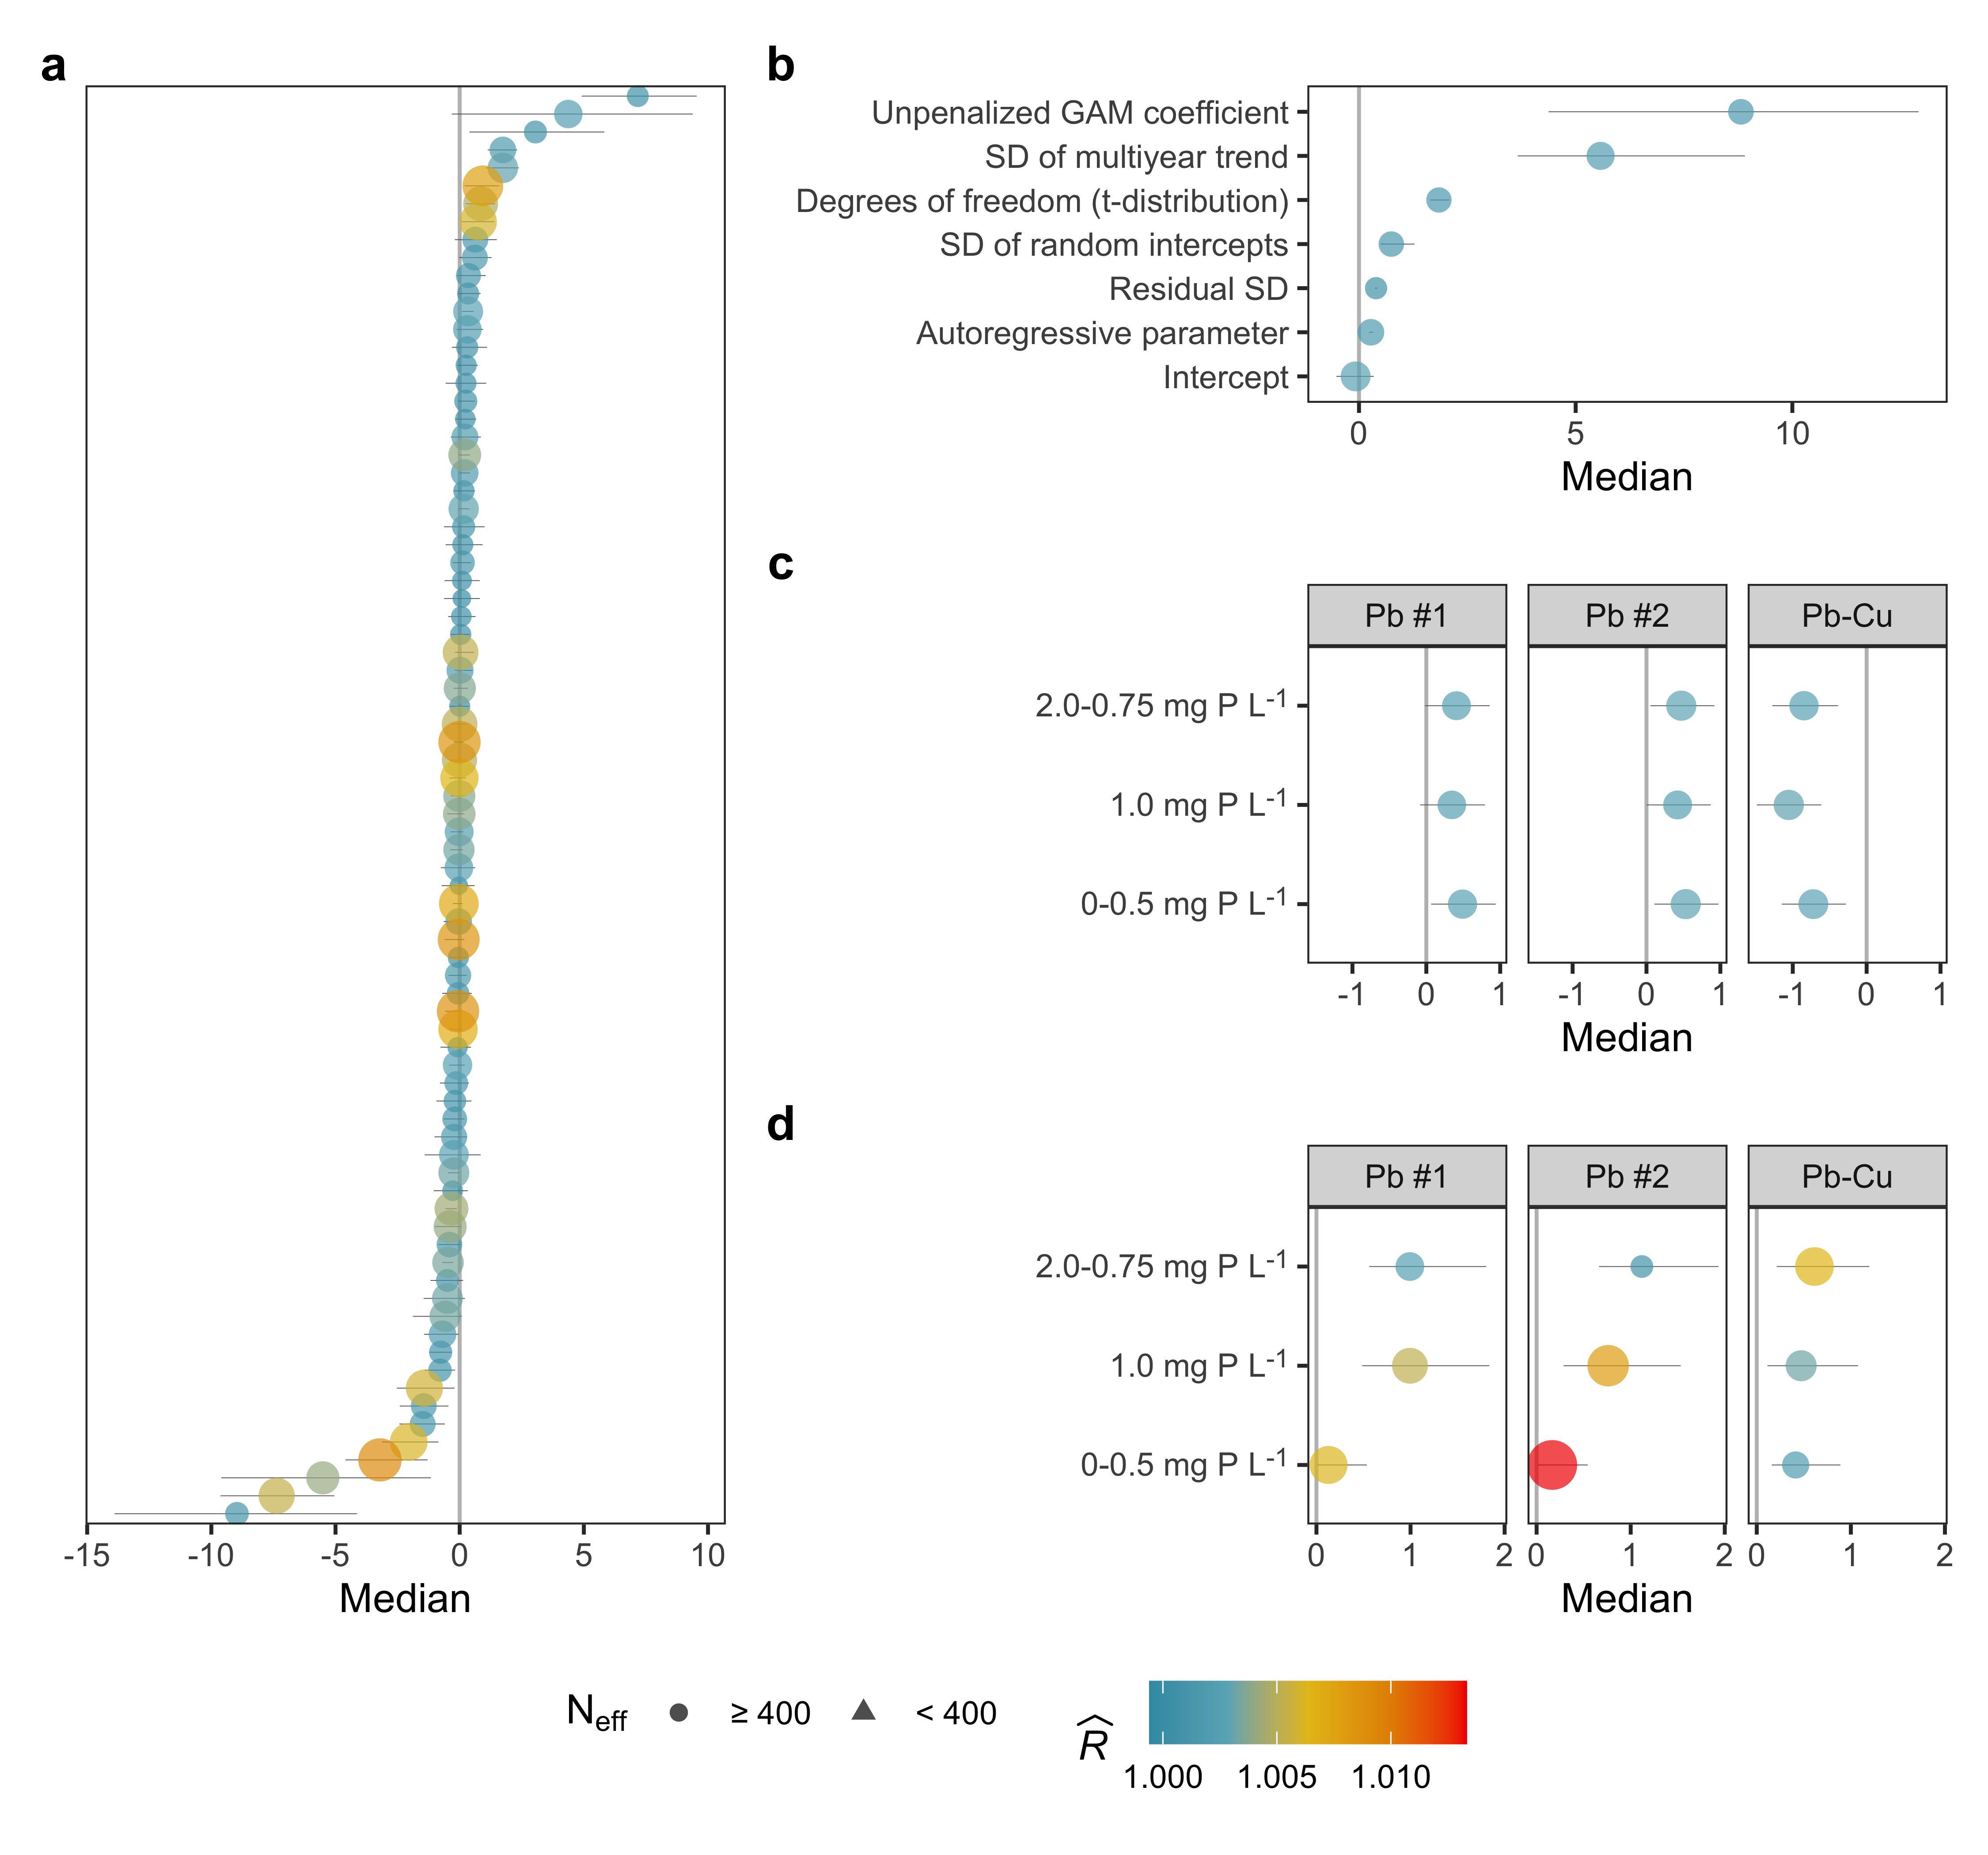 a
-15 -10 -5 0 5 10
Median
b
Unpenalized GAM coefficient
SD of multiyear trend
Degrees of freedom (t-distribution)
SD of random intercepts
Residual SD
Autoregressive parameter
Intercept
0 5 10
Median
c
Pb #1 Pb #2 Pb-Cu
2.0-0.75 mg P L⁻¹
1.0 mg P L⁻¹
0-0.5 mg P L⁻¹
-1 0 1 -1 0 1 -1 0 1
Median
d
Pb #1 Pb #2 Pb-Cu
2.0-0.75 mg P L⁻¹
1.0 mg P L⁻¹
0-0.5 mg P L⁻¹
0 1 2 0 1 2 0 1 2
Median
Neff ≥ 400 < 400
R̂
1.000 1.005 1.010